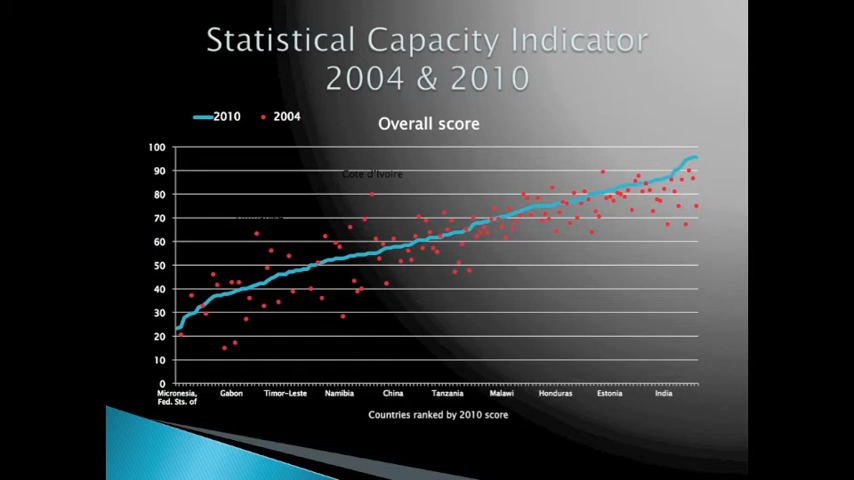 Statistical Capacity Indicator
2004 & 2010
2010 2004
Overall score
100
90
Cote d'Ivoire
80
70
60
50
40
30
20
10
0
Micronesia, Fed. Sts. of Gabon Timor-Leste Namibia China Tanzania Malawi Honduras Estonia India
Countries ranked by 2010 score